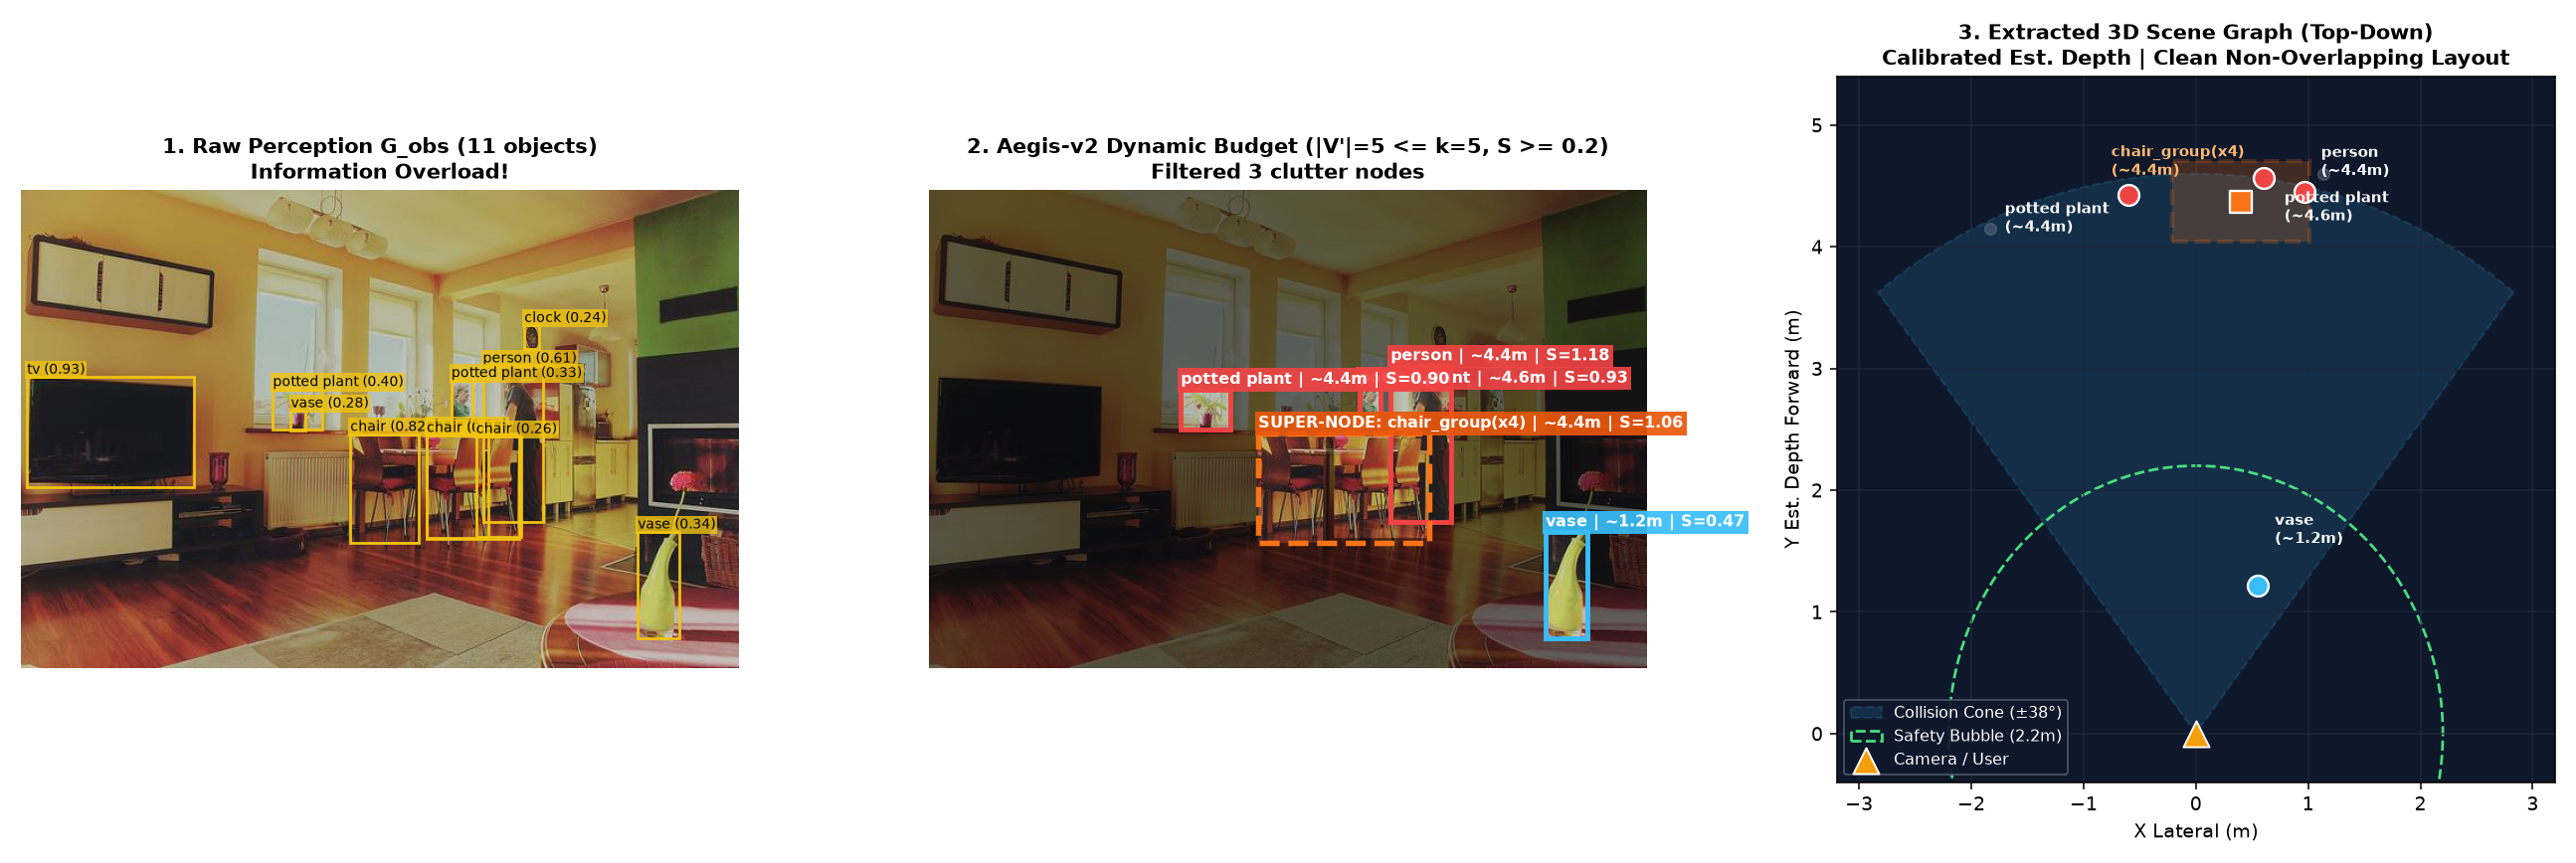 1. Raw Perception G_obs (11 objects)
Information Overload!
clock (0.24)
person (0.61)
potted plant (0.33)
tv (0.93)
potted plant (0.40)
vase (0.28)
chair (0.82
chair (
chair (0.26)
vase (0.34)
2. Aegis-v2 Dynamic Budget (|V'|=5 <= k=5, S >= 0.2)
Filtered 3 clutter nodes
person | ~4.4m | S=1.18
potted plant | ~4.4m | S=0.90
nt | ~4.6m | S=0.93
SUPER-NODE: chair_group(x4) | ~4.4m | S=1.06
vase | ~1.2m | S=0.47
3. Extracted 3D Scene Graph (Top-Down)
Calibrated Est. Depth | Clean Non-Overlapping Layout
chair_group(x4)
(~4.4m)
person
(~4.4m)
potted plant
(~4.6m)
potted plant
(~4.4m)
vase
(~1.2m)
5
4
3
2
1
0
Y Est. Depth Forward (m)
Collision Cone (±38°)
Safety Bubble (2.2m)
Camera / User
−3 −2 −1 0 1 2 3
X Lateral (m)